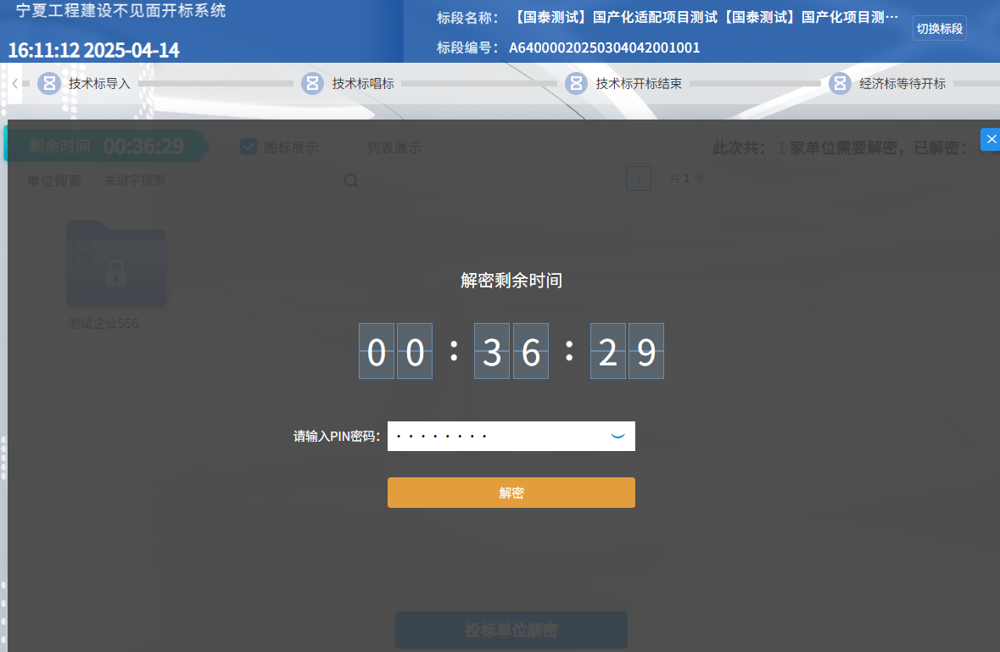 宁夏工程建设不见面开标系统
16:11:12 2025-04-14
标段名称： 【国泰测试】国产化适配项目测试【国泰测试】国产化项目测...
标段编号： A64000020250304042001001
切换标段
技术标导入
技术标唱标
技术标开标结束
经济标等待开标
剩余时间 00:36:29
图标展示
列表展示
此次共： 1 家单位需要解密，已解密：
单位搜索 关键字搜索
1
共 1 条
测试企业556
解密剩余时间
00:36:29
请输入PIN密码：
解密
投标单位解密